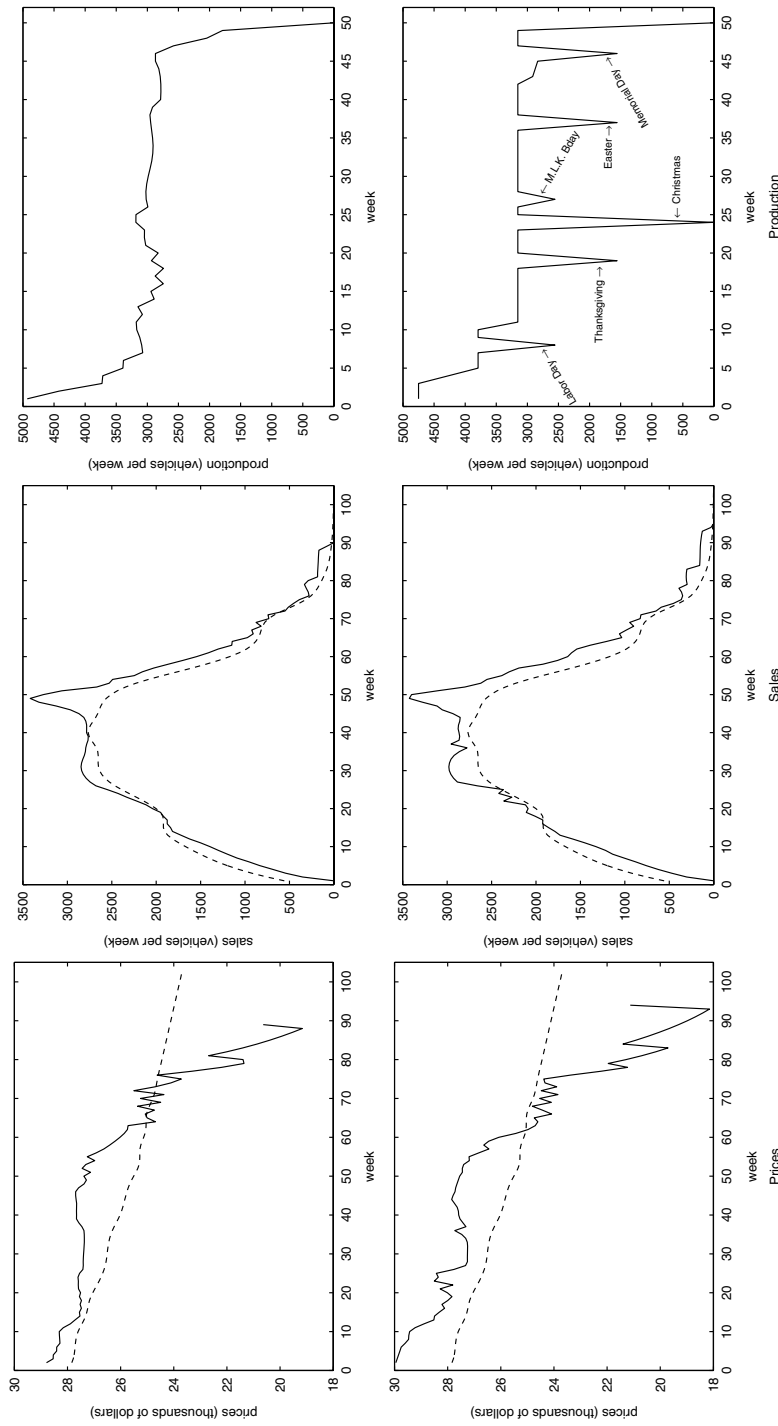 prices (thousands of dollars)
30
28
26
24
22
20
18
0 10 20 30 40 50 60 70 80 90 100
week
sales (vehicles per week)
3500
3000
2500
2000
1500
1000
500
0
0 10 20 30 40 50 60 70 80 90 100
week
production (vehicles per week)
5000
4500
4000
3500
3000
2500
2000
1500
1000
500
0
0 5 10 15 20 25 30 35 40 45 50
week
prices (thousands of dollars)
30
28
26
24
22
20
18
0 10 20 30 40 50 60 70 80 90 100
week
Prices
sales (vehicles per week)
3500
3000
2500
2000
1500
1000
500
0
0 10 20 30 40 50 60 70 80 90 100
week
Sales
production (vehicles per week)
5000
4500
4000
3500
3000
2500
2000
1500
1000
500
0
Labor Day →
Thanksgiving →
← Christmas
← M.L.K. Bday
Easter →
Memorial Day →
0 5 10 15 20 25 30 35 40 45 50
week
Production